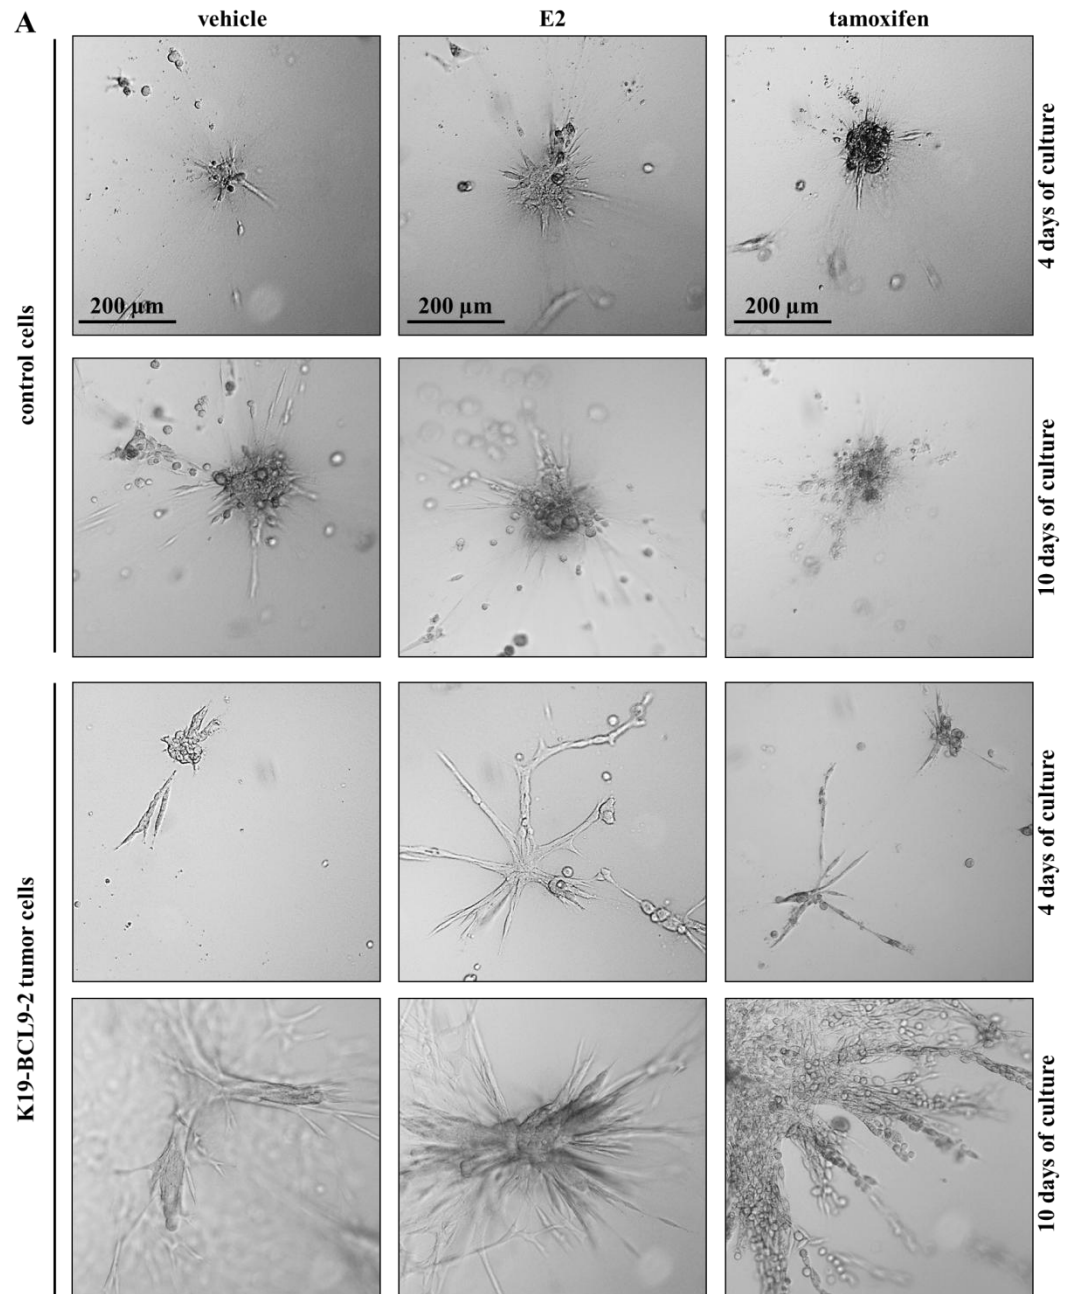 A
vehicle
E2
tamoxifen
control cells
200 µm
200 µm
200 µm
4 days of culture
10 days of culture
K19-BCL9-2 tumor cells
4 days of culture
10 days of culture